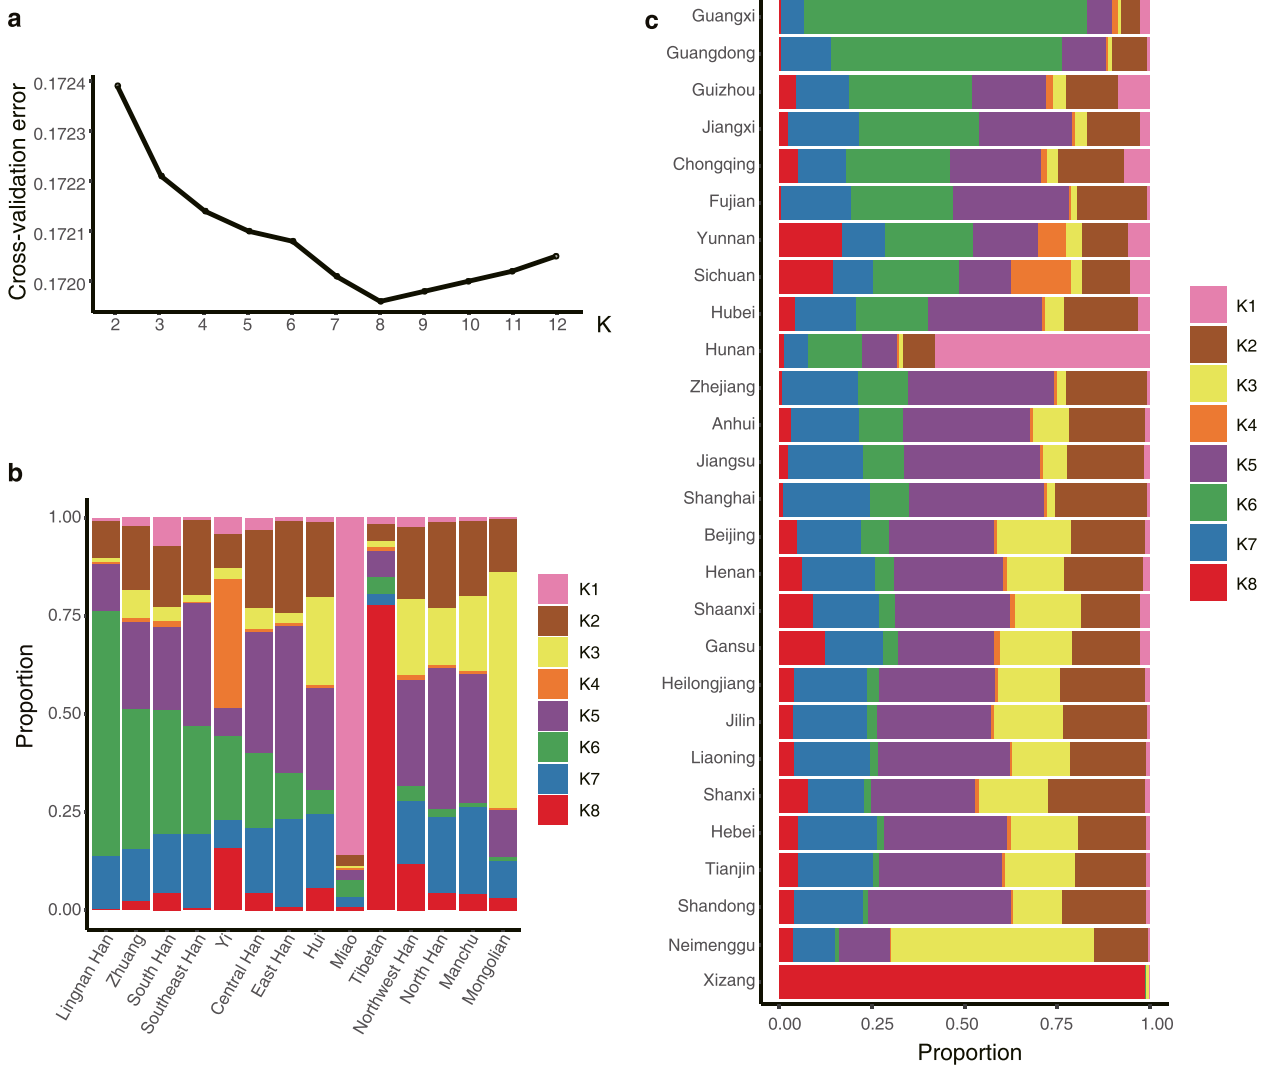 a
Cross-validation error
0.1724
0.1723
0.1722
0.1721
0.1720
2 3 4 5 6 7 8 9 10 11 12 K
b
Proportion
1.00
0.75
0.50
0.25
0.00
Lingnan Han
Zhuang
South Han
Southeast Han
Yi
Central Han
East Han
Hui
Miao
Tibetan
Northwest Han
North Han
Manchu
Mongolian
K1
K2
K3
K4
K5
K6
K7
K8
c
Guangxi
Guangdong
Guizhou
Jiangxi
Chongqing
Fujian
Yunnan
Sichuan
Hubei
Hunan
Zhejiang
Anhui
Jiangsu
Shanghai
Beijing
Henan
Shaanxi
Gansu
Heilongjiang
Jilin
Liaoning
Shanxi
Hebei
Tianjin
Shandong
Neimenggu
Xizang
0.00 0.25 0.50 0.75 1.00
Proportion
K1
K2
K3
K4
K5
K6
K7
K8